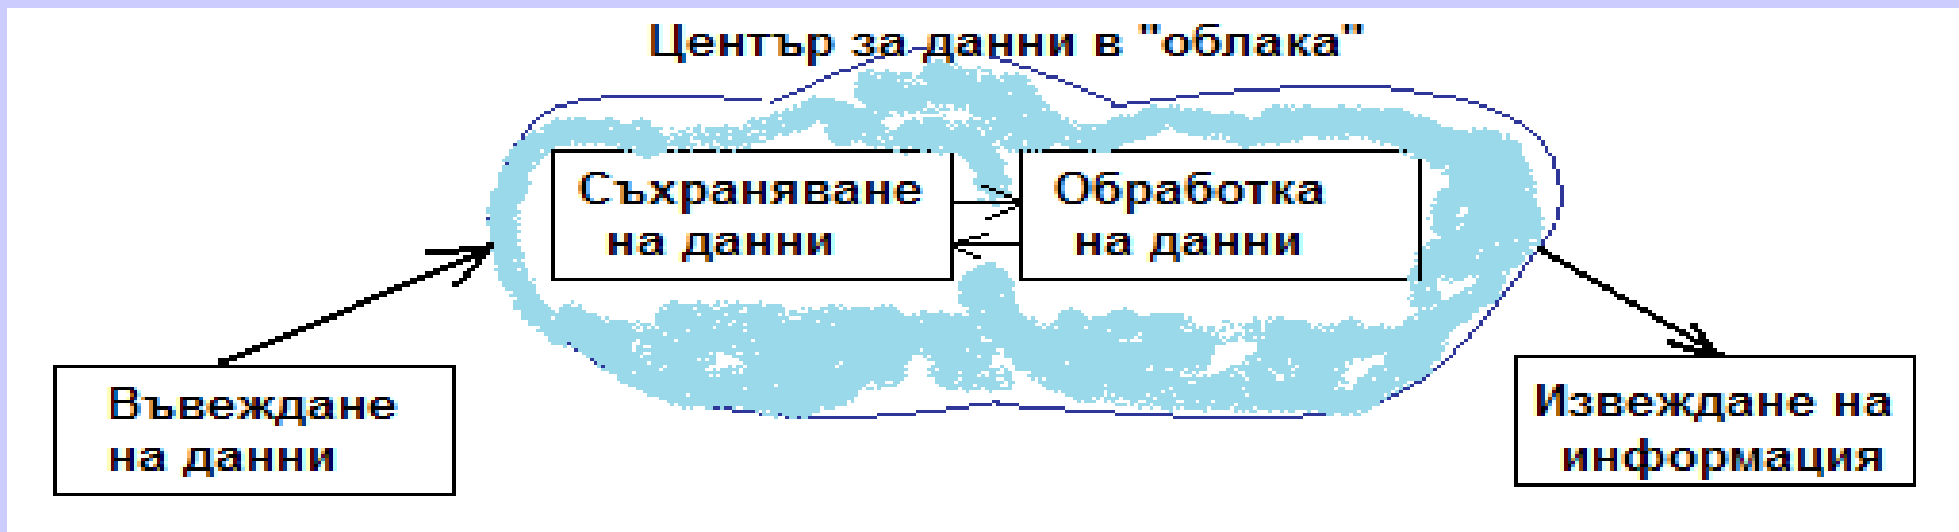 Център за данни в "облака"
Съхраняване
на данни
Обработка
на данни
Въвеждане
на данни
Извеждане на
информация